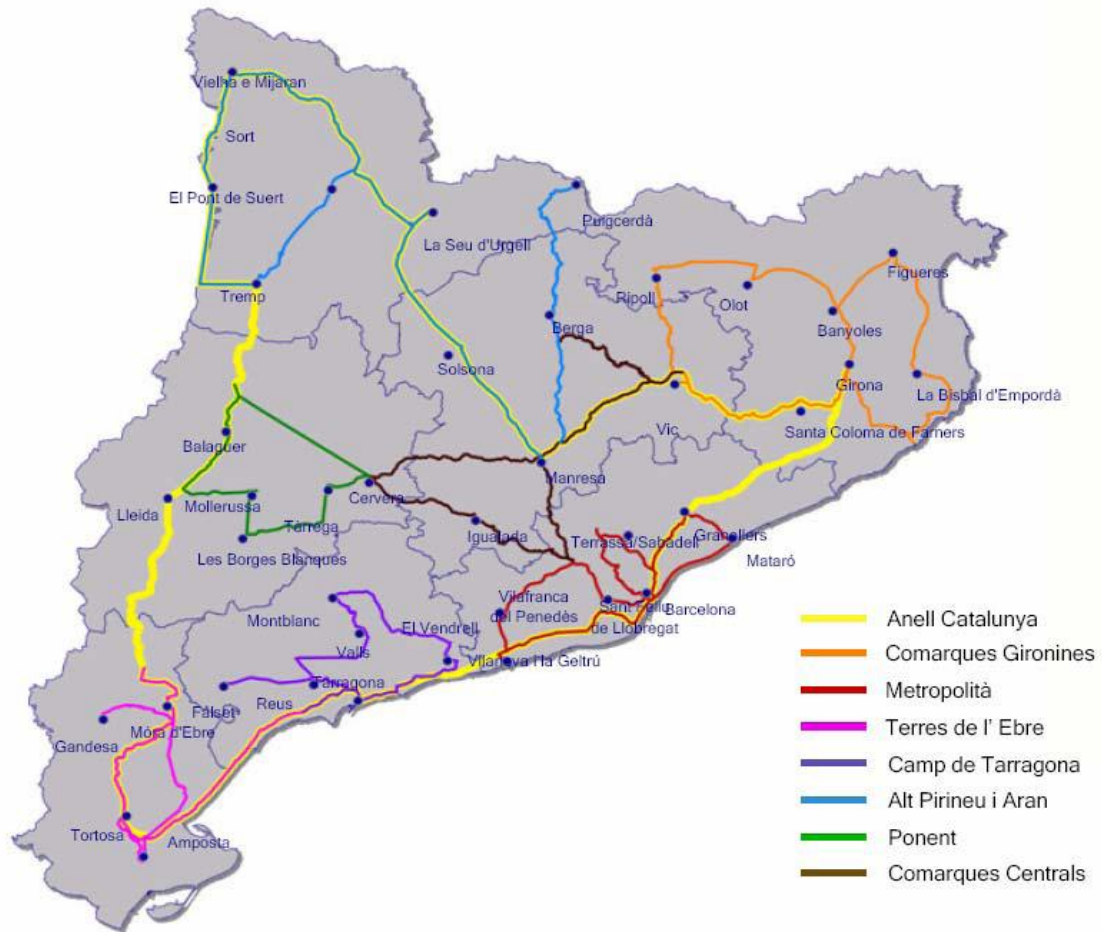 Vielha e Mijaran
Sort
El Pont de Suert
Puigcerdà
La Seu d'Urgell
Figueres
Tremp
Ripoll
Olot
Banyoles
Berga
Solsona
Girona
La Bisbal d'Empordà
Vic
Santa Coloma de Farners
Balaguer
Manresa
Cervera
Mollerussa
Lleida
Tàrrega
Igualada
Granollers
Terrassa/Sabadell
Mataró
Les Borges Blanques
Vilafranca
del Penedès
Sant Feliu
de Llobregat
Barcelona
Montblanc
El Vendrell
Valls
Vilanova i la Geltrú
Tarragona
Reus
Falset
Móra d'Ebre
Gandesa
Tortosa
Amposta
Anell Catalunya
Comarques Gironines
Metropolità
Terres de l' Ebre
Camp de Tarragona
Alt Pirineu i Aran
Ponent
Comarques Centrals